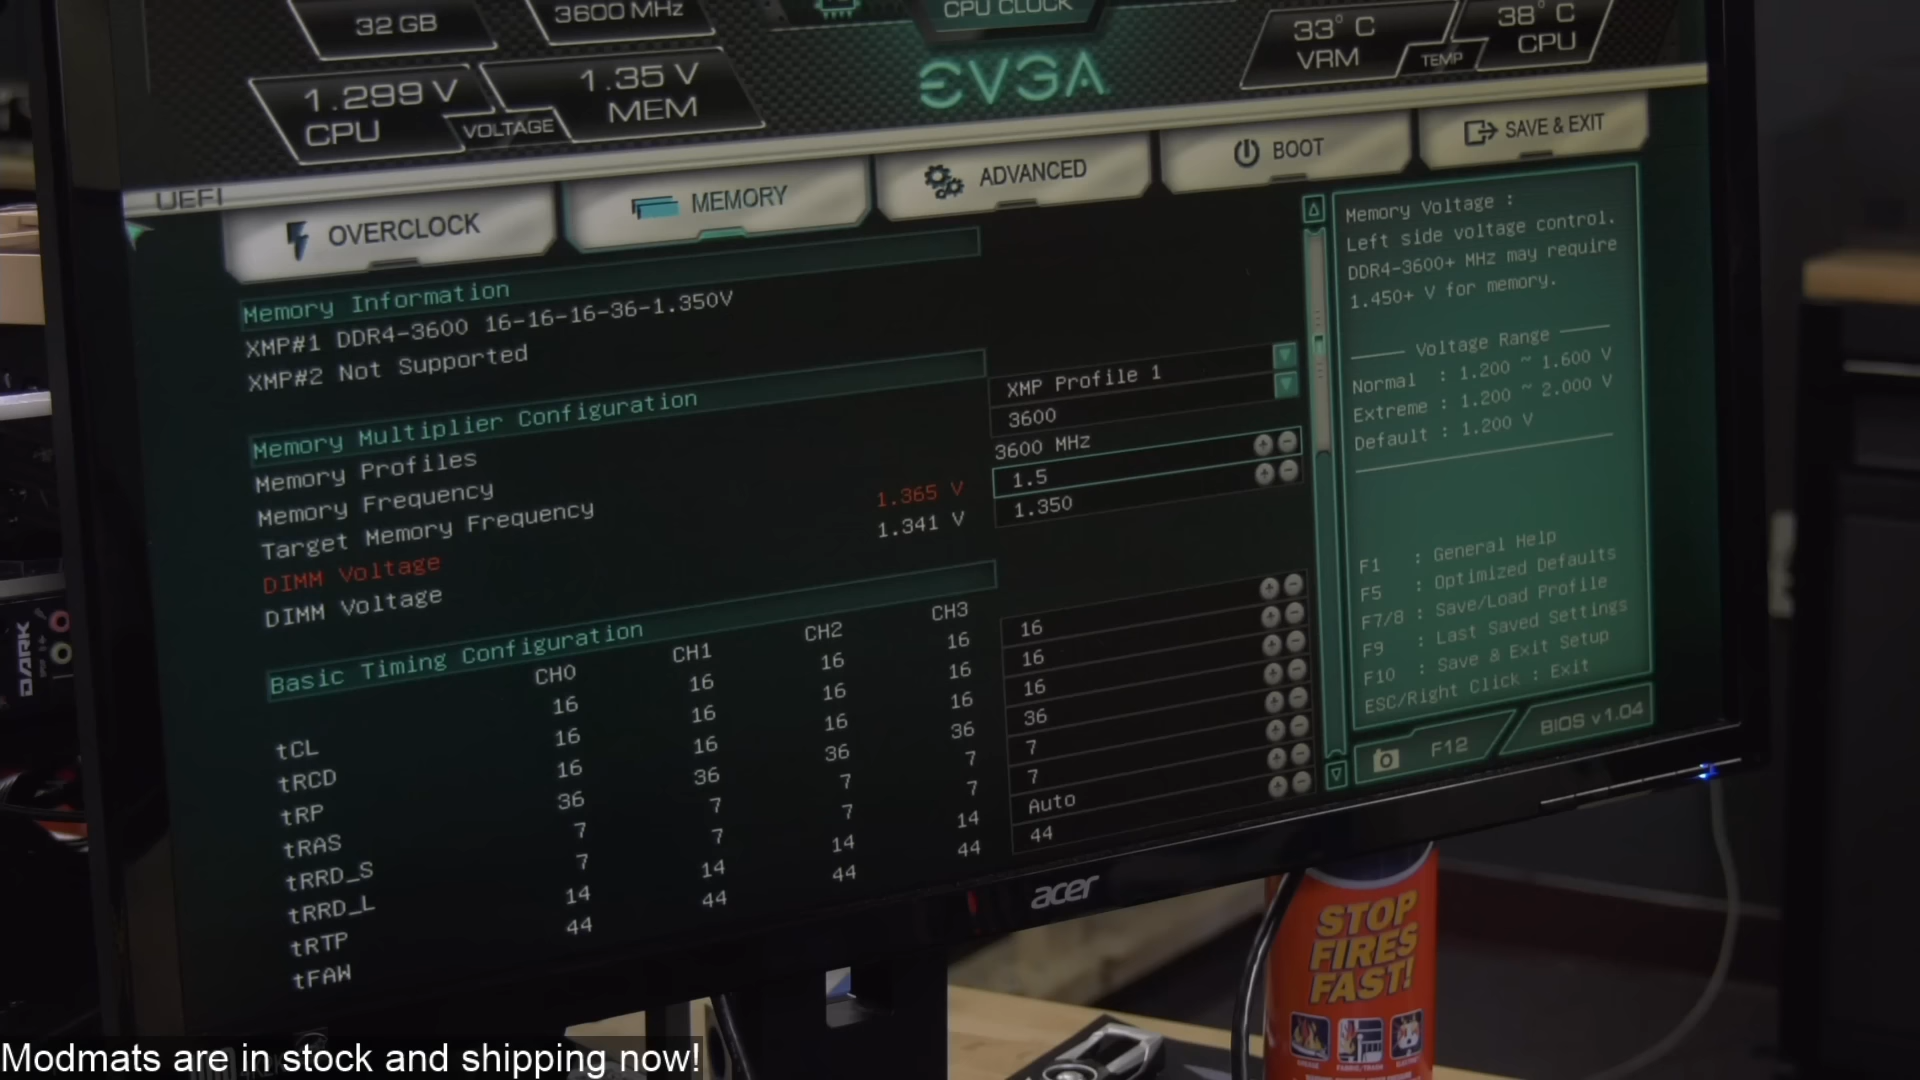 32 GB
3600 MHz
CPU CLOCK
33° C
VRM
TEMP
38° C
CPU
1.299 V
CPU
VOLTAGE
1.35 V
MEM
EVGA
UEFI
OVERCLOCK
MEMORY
ADVANCED
BOOT
SAVE & EXIT
Memory Information
XMP#1 DDR4-3600 16-16-16-36-1.350V
XMP#2 Not Supported
Memory Multiplier Configuration
Memory Profiles XMP Profile 1
Memory Frequency 3600
Target Memory Frequency 3600 MHz
DIMM Voltage 1.365 V 1.5
DIMM Voltage 1.341 V 1.350
Basic Timing Configuration
CH0 CH1 CH2 CH3
tCL 16 16 16 16 16
tRCD 16 16 16 16 16
tRP 16 16 16 16 16
tRAS 36 36 36 36 36
tRRD_S 7 7 7 7 7
tRRD_L 7 7 7 7 7
tRTP 14 14 14 14 Auto
tFAW 44 44 44 44 44
Memory Voltage :
Left side voltage control.
DDR4-3600+ MHz may require
1.450+ V for memory.
Voltage Range
Normal : 1.200 ~ 1.600 V
Extreme : 1.200 ~ 2.000 V
Default : 1.200 V
F1 : General Help
F5 : Optimized Defaults
F7/8 : Save/Load Profile
F9 : Last Saved Settings
F10 : Save & Exit Setup
ESC/Right Click : Exit
F12
BIOS v1.04
acer
DARK
STOP
FIRES
FAST!
Modmats are in stock and shipping now!